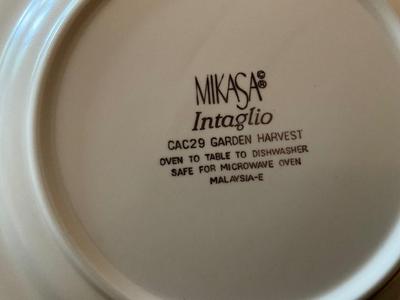 MIKASA©®
Intaglio
CAC29 GARDEN HARVEST
OVEN TO TABLE TO DISHWASHER
SAFE FOR MICROWAVE OVEN
MALAYSIA-E